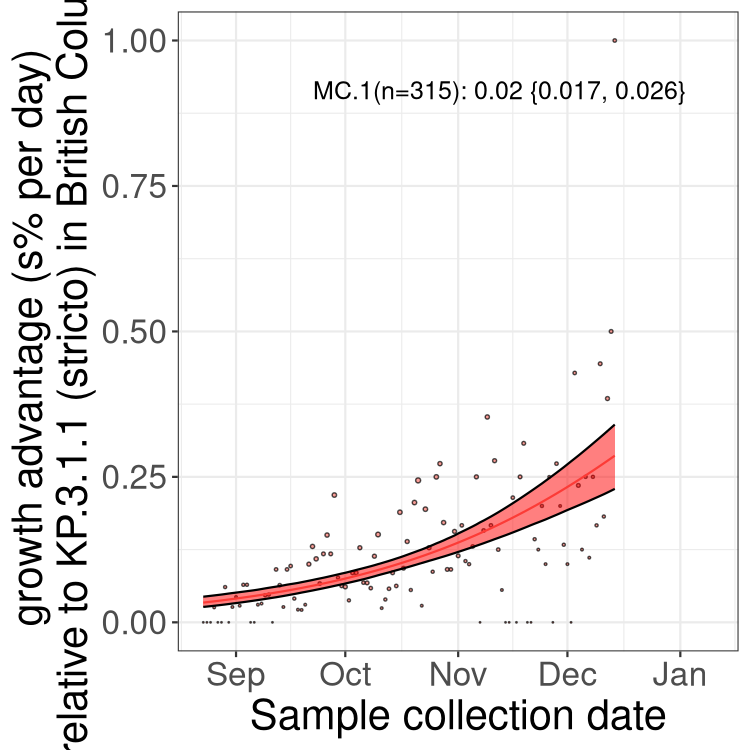 growth advantage (s% per day)
relative to KP.3.1.1 (stricto) in British Colu
1.00
0.75
0.50
0.25
0.00
MC.1(n=315): 0.02 {0.017, 0.026}
Sep Oct Nov Dec Jan
Sample collection date